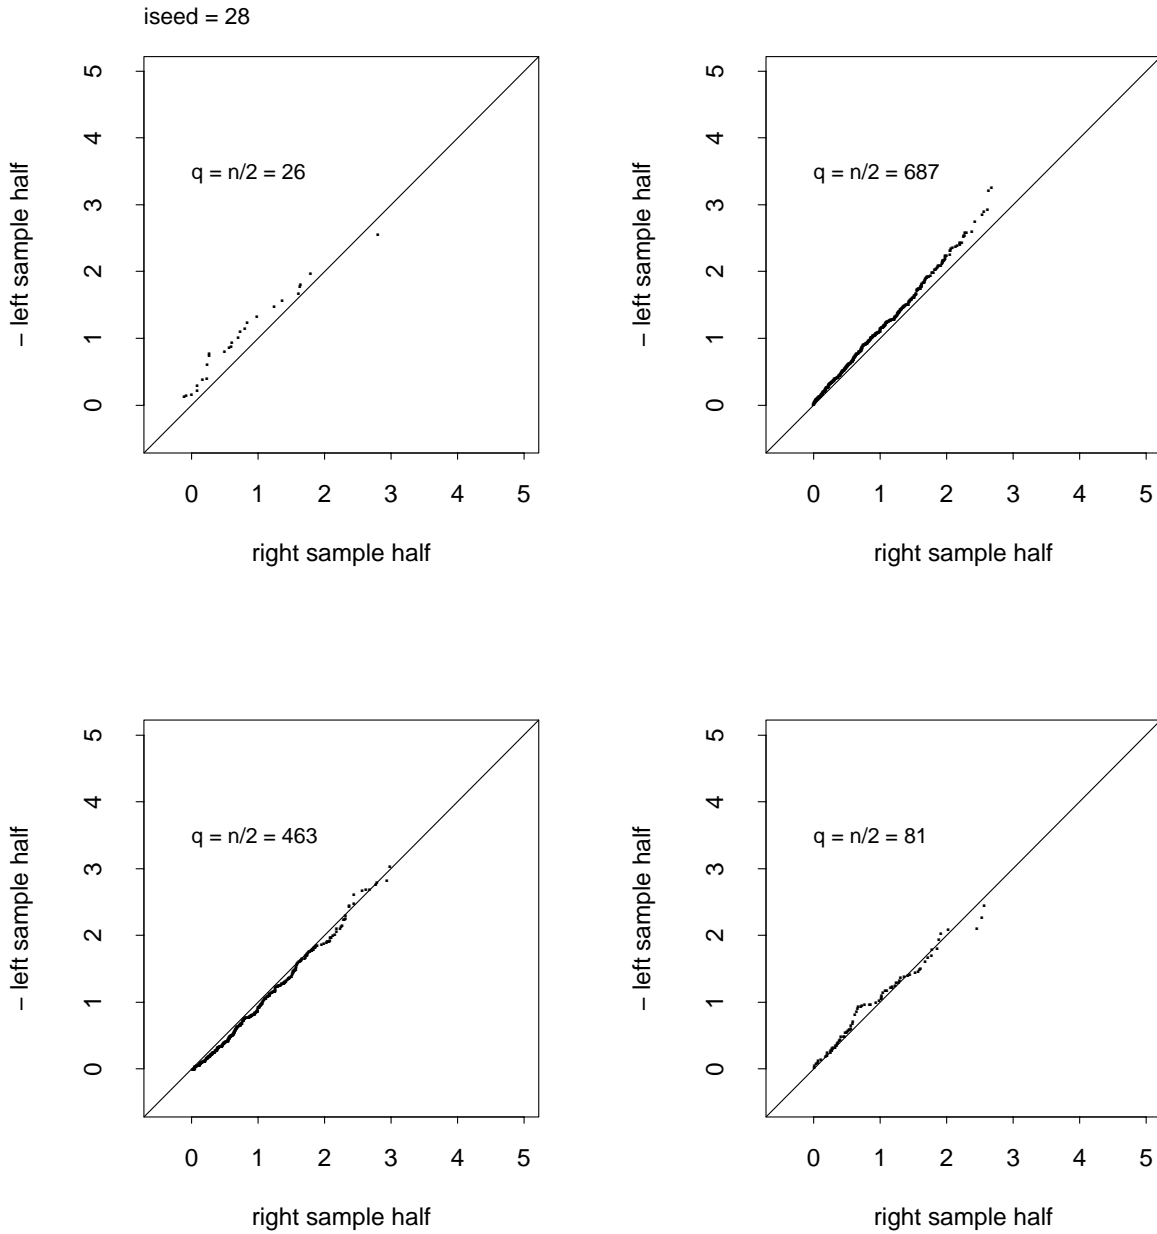 iseed = 28
q = n/2 = 26
0 1 2 3 4 5
– left sample half
0 1 2 3 4 5
right sample half
q = n/2 = 687
0 1 2 3 4 5
– left sample half
0 1 2 3 4 5
right sample half
q = n/2 = 463
0 1 2 3 4 5
– left sample half
0 1 2 3 4 5
right sample half
q = n/2 = 81
0 1 2 3 4 5
– left sample half
0 1 2 3 4 5
right sample half